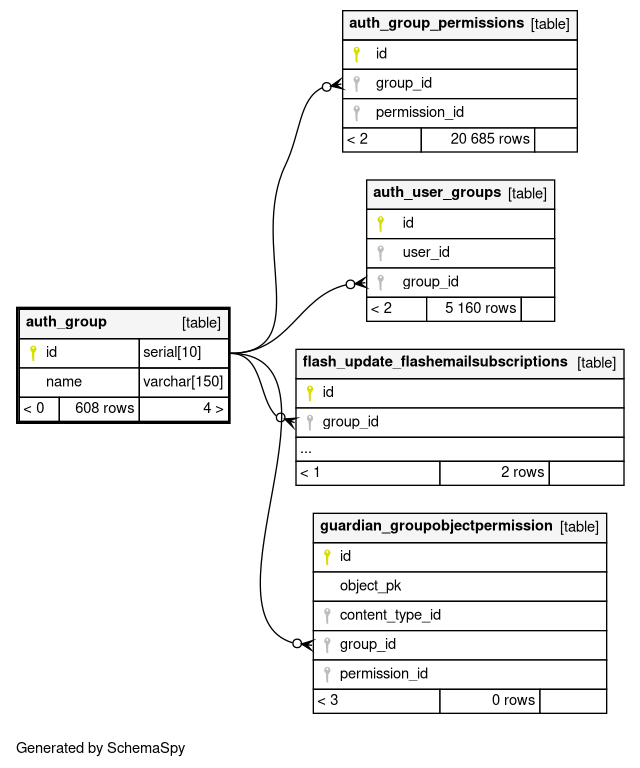 auth_group_permissions [table]
id
group_id
permission_id
< 2 20 685 rows
auth_user_groups [table]
id
user_id
group_id
< 2 5 160 rows
auth_group [table]
id serial[10]
name varchar[150]
< 0 608 rows 4 >
flash_update_flashemailsubscriptions [table]
id
group_id
...
< 1 2 rows
guardian_groupobjectpermission [table]
id
object_pk
content_type_id
group_id
permission_id
< 3 0 rows
Generated by SchemaSpy